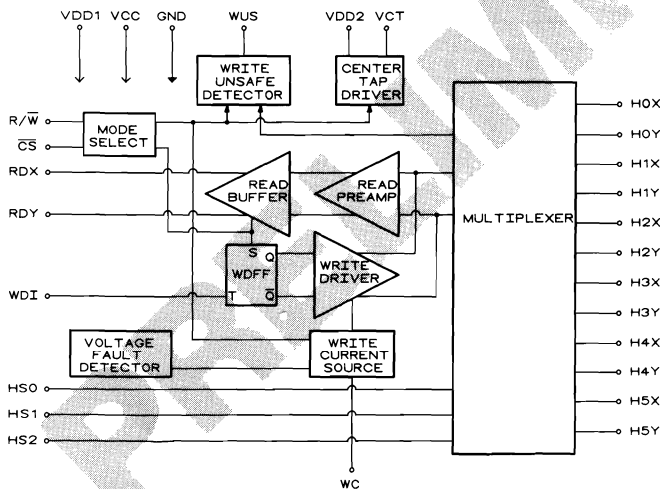 VDD1 VCC GND WUS VDD2 VCT
WRITE
UNSAFE
DETECTOR
CENTER
TAP
DRIVER
R/W̅
C̅S̅
MODE
SELECT
RDX
RDY
READ
BUFFER
READ
PREAMP
MULTIPLEXER
S
Q
WDFF
T
Q̅
WRITE
DRIVER
WDI
VOLTAGE
FAULT
DETECTOR
WRITE
CURRENT
SOURCE
HS0
HS1
HS2
WC
H0X
H0Y
H1X
H1Y
H2X
H2Y
H3X
H3Y
H4X
H4Y
H5X
H5Y
PRELIM